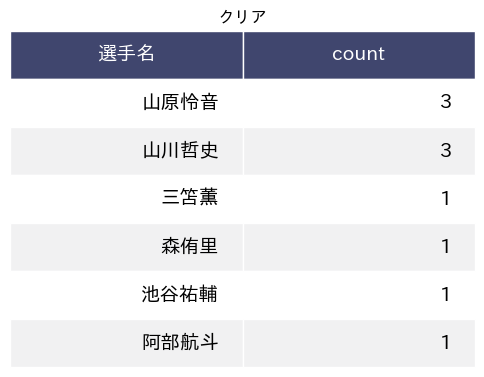 クリア
選手名 count
山原怜音 3
山川哲史 3
三笘薫 1
森侑里 1
池谷祐輔 1
阿部航斗 1